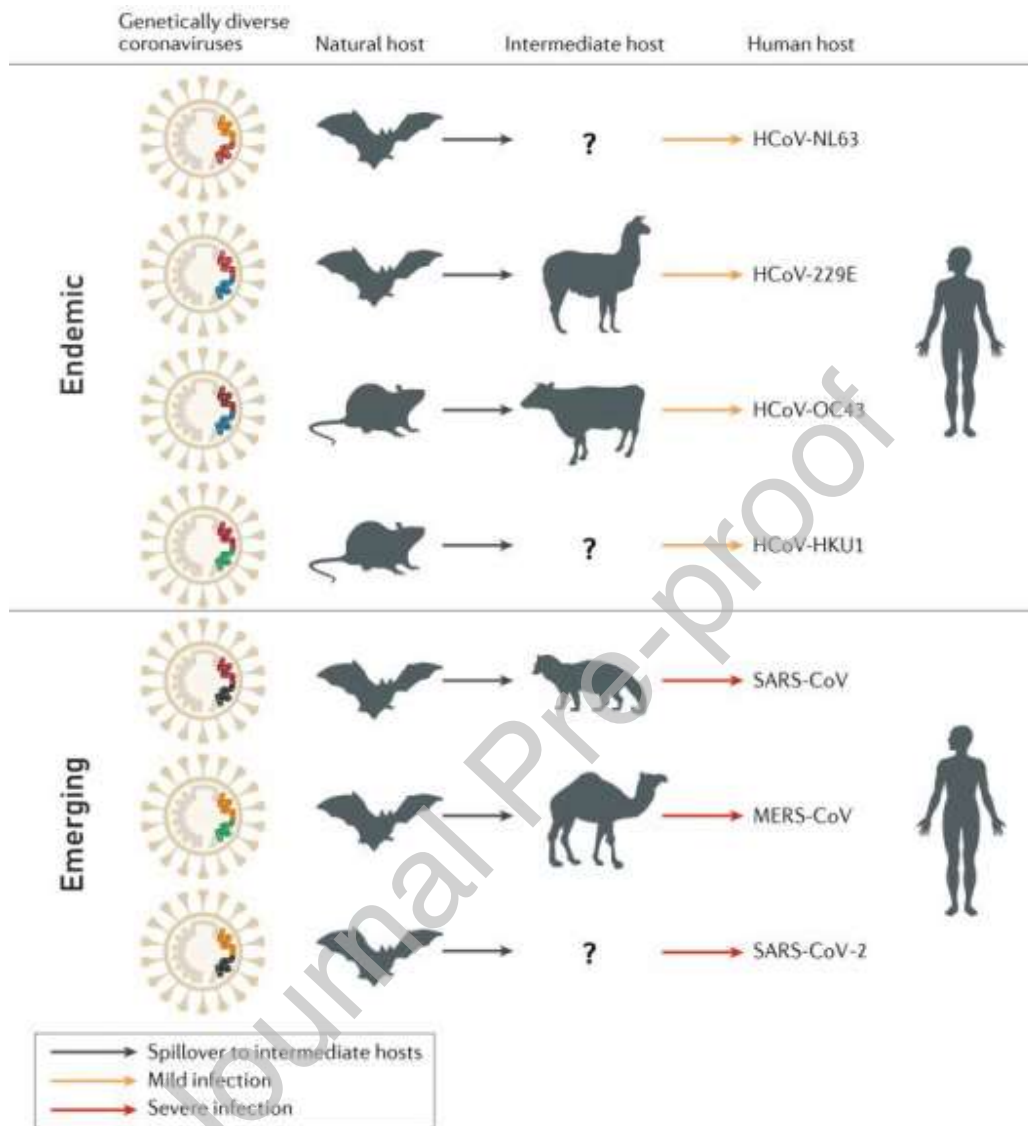 Genetically diverse
coronaviruses
Natural host
Intermediate host
Human host
Endemic
?
HCoV-NL63
HCoV-229E
HCoV-OC43
?
HCoV-HKU1
Emerging
SARS-CoV
MERS-CoV
?
SARS-CoV-2
Spillover to intermediate hosts
Mild infection
Severe infection
Journal Pre-proof